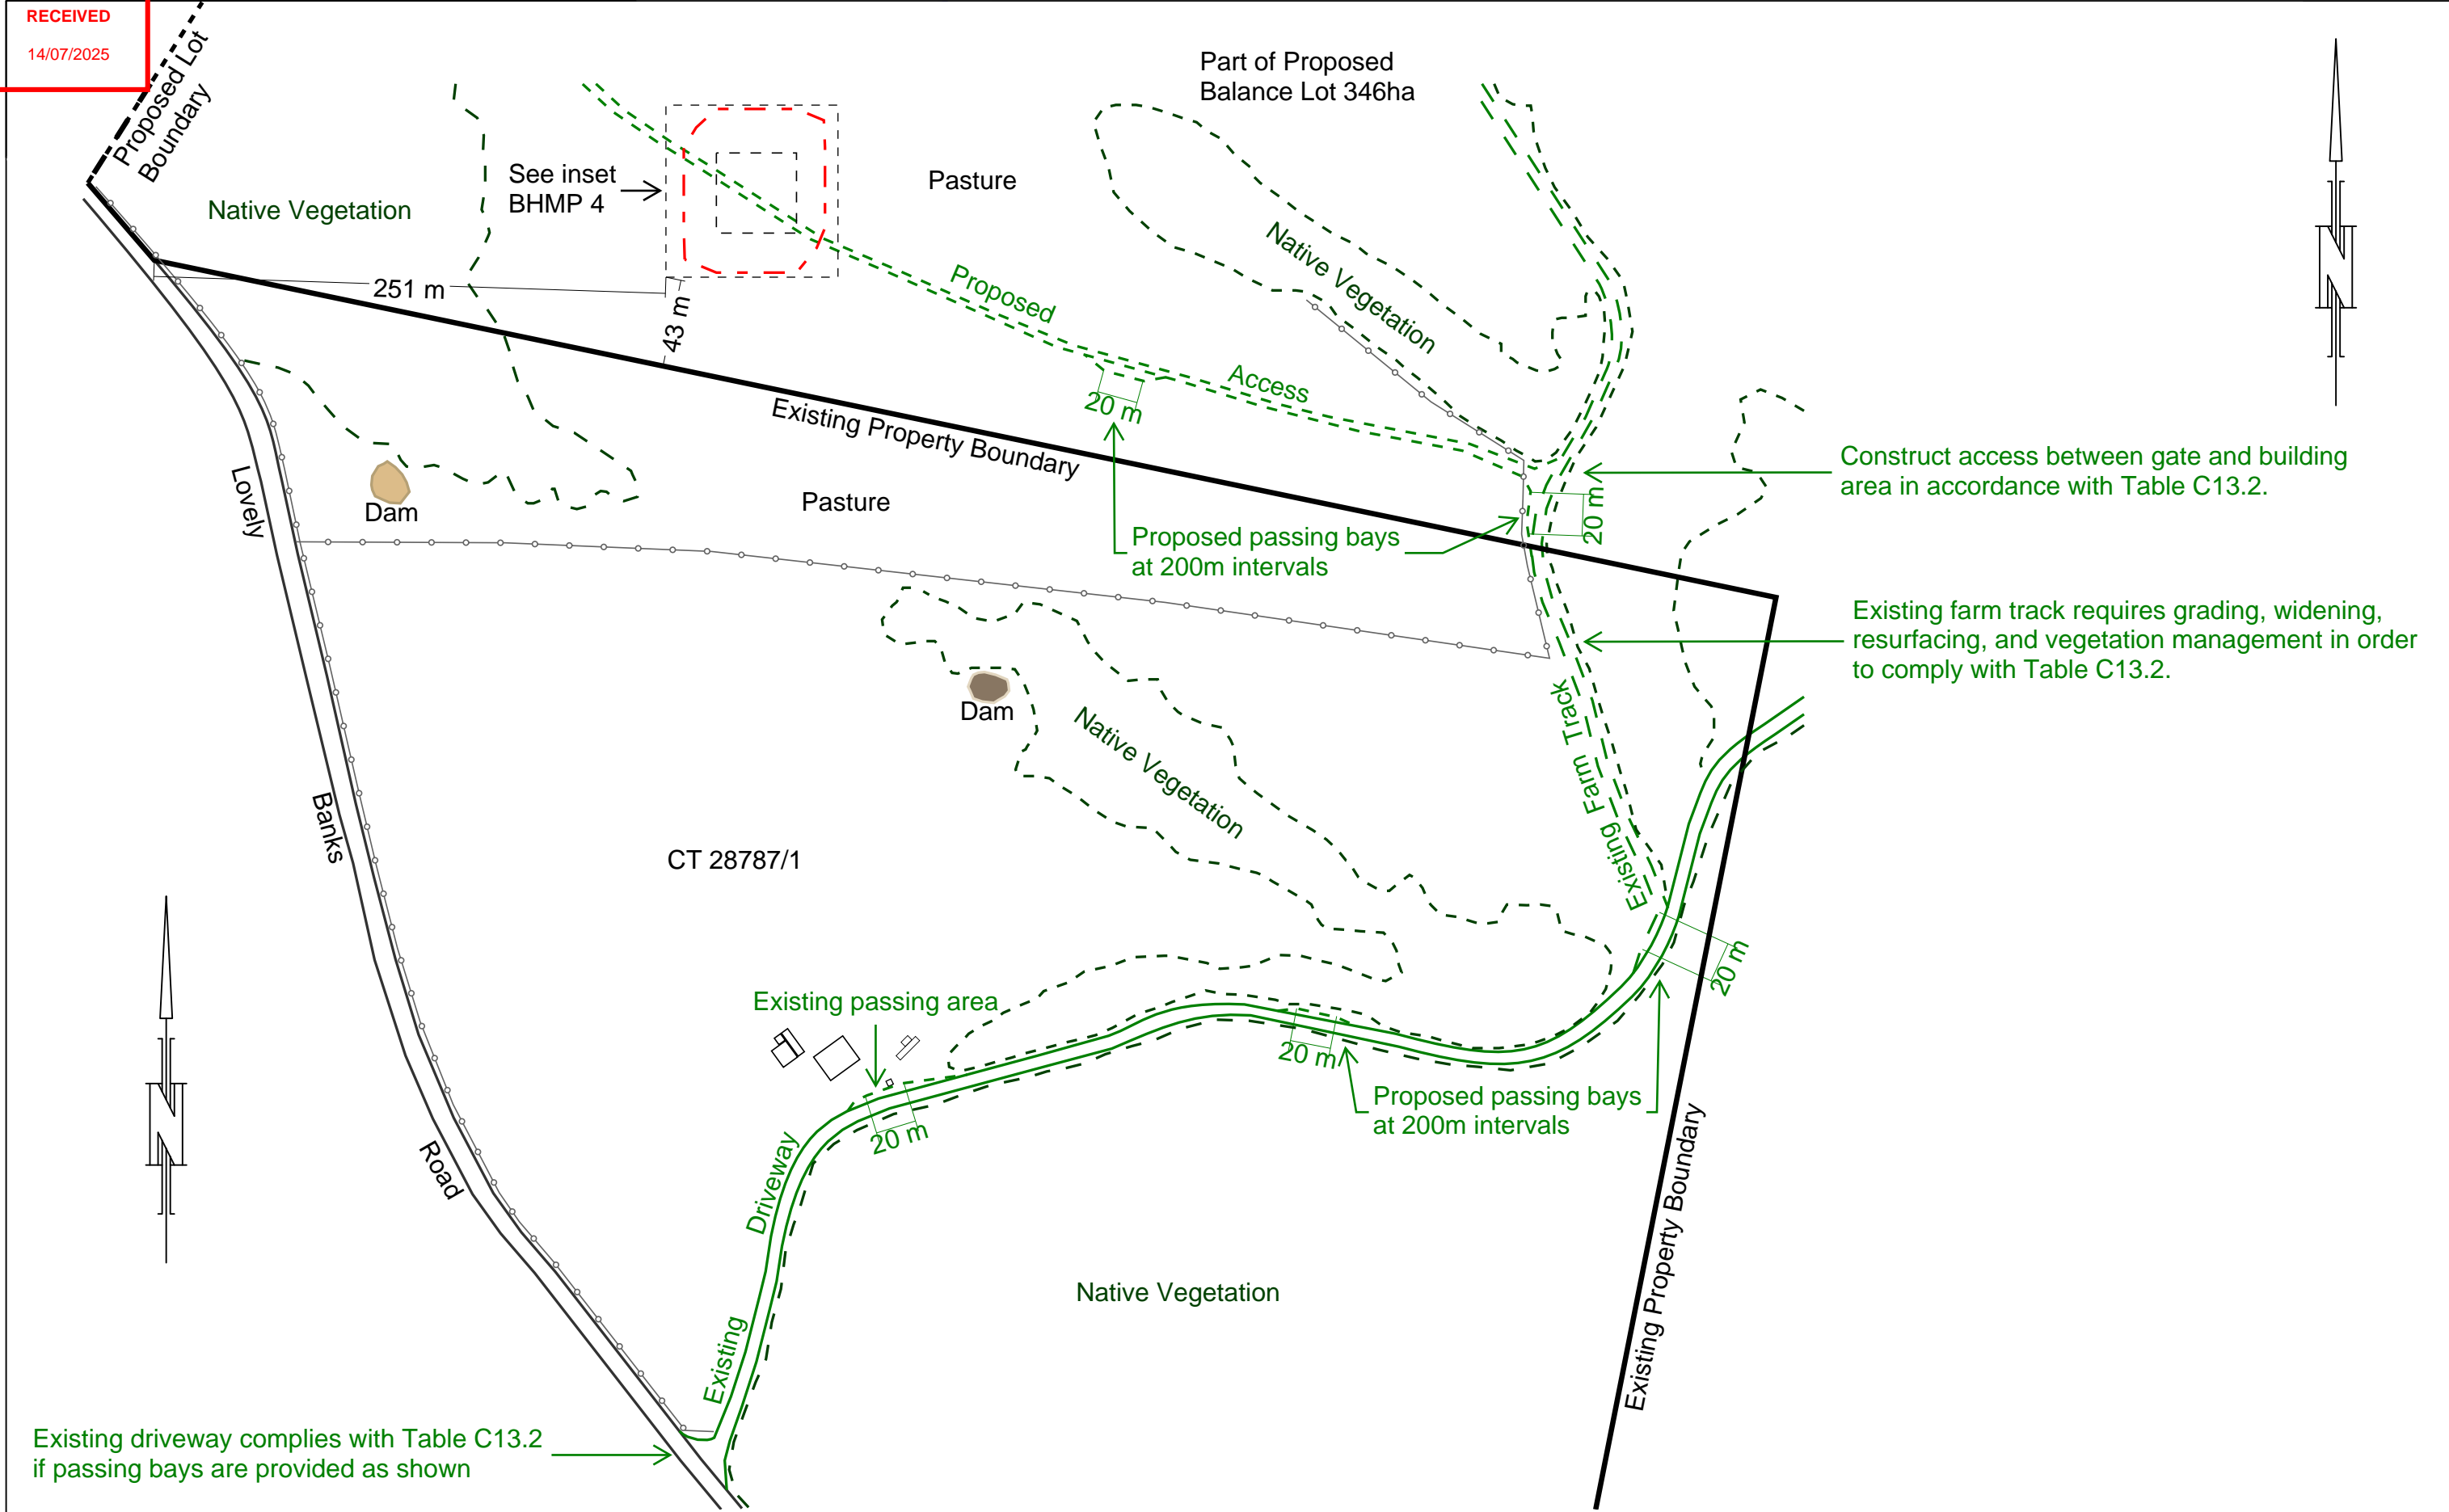 RECEIVED
14/07/2025
Proposed Lot
Boundary
Part of Proposed
Balance Lot 346ha
See inset
BHMP 4
Pasture
Native Vegetation
Native Vegetation
251 m
43 m
Proposed
Access
20 m
Existing Property Boundary
Construct access between gate and building
area in accordance with Table C13.2.
Lovely
Dam
Pasture
20 m
Proposed passing bays
at 200m intervals
Existing farm track requires grading, widening,
resurfacing, and vegetation management in order
to comply with Table C13.2.
Dam
Native Vegetation
Existing Farm Track
Banks
CT 28787/1
20 m
Existing passing area
20 m
Proposed passing bays
at 200m intervals
20 m
Road
Driveway
Existing
Native Vegetation
Existing Property Boundary
Existing driveway complies with Table C13.2
if passing bays are provided as shown
N
N